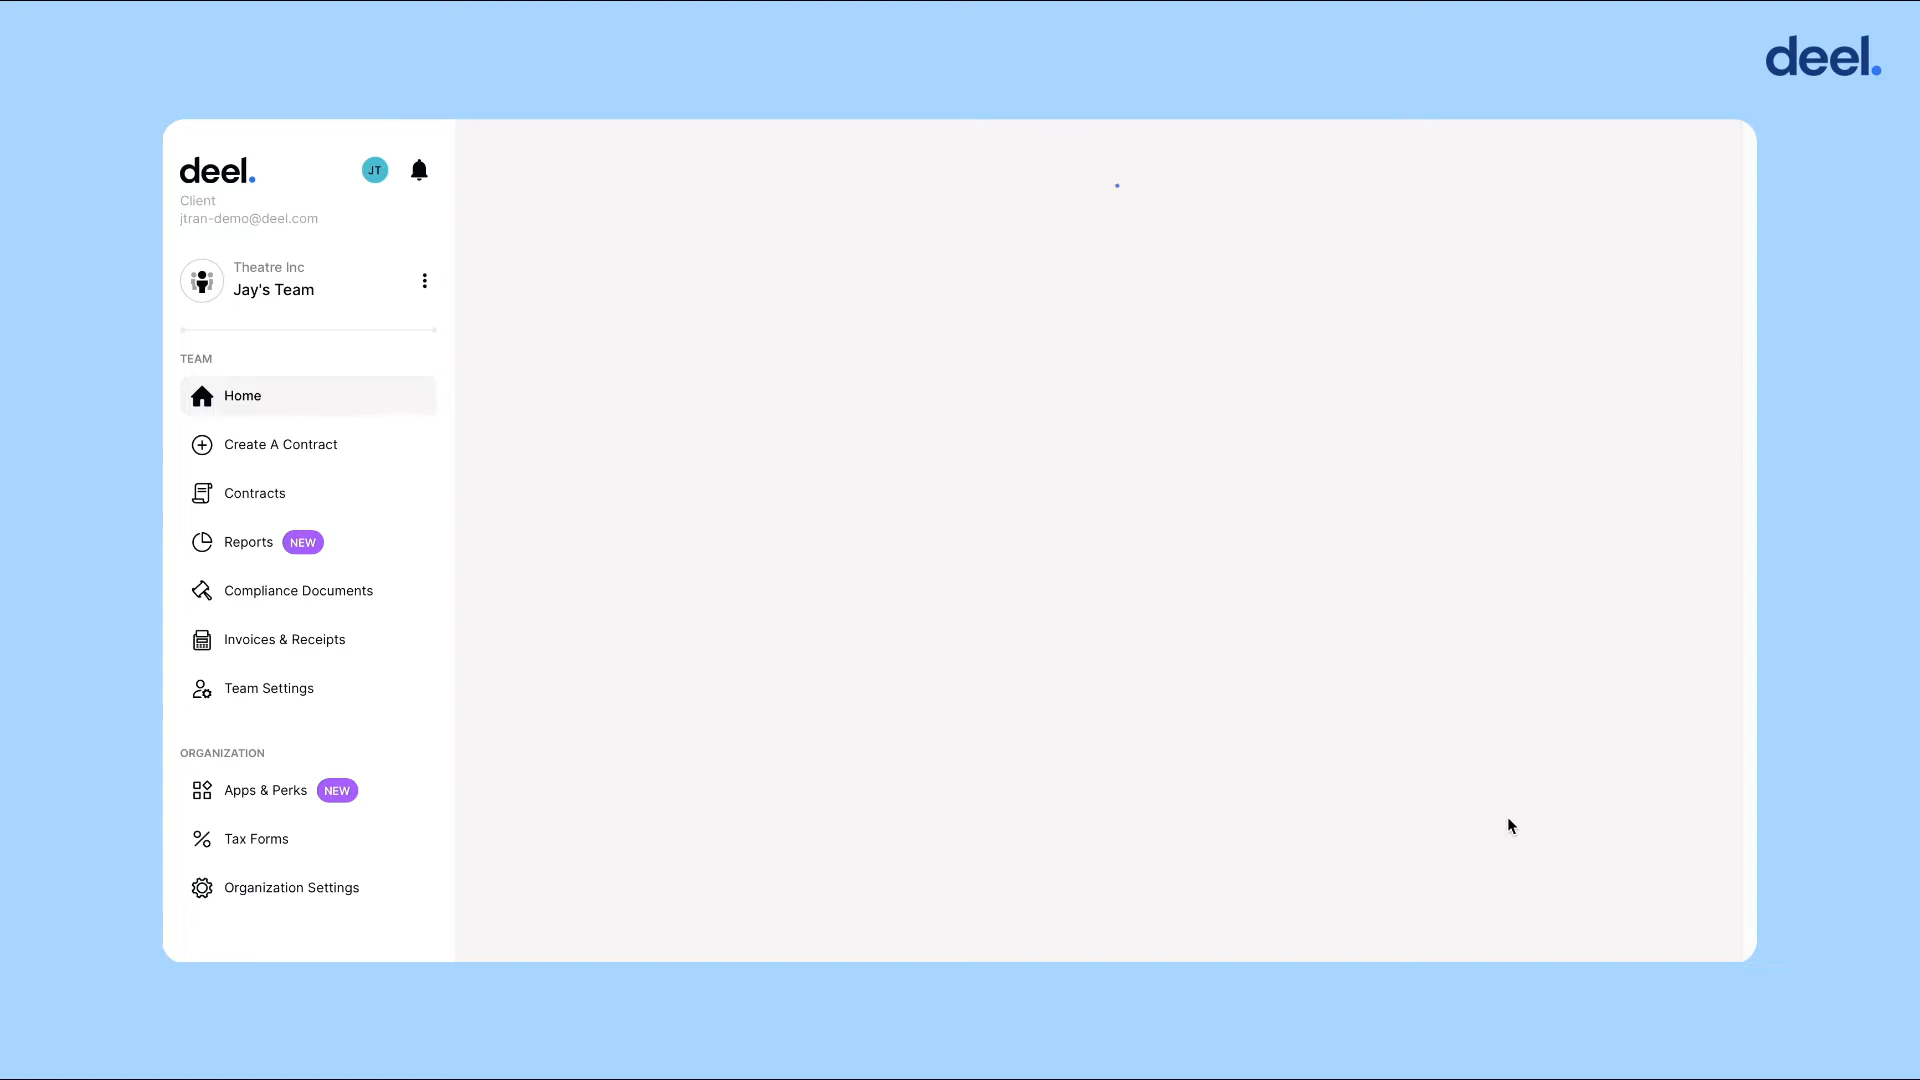 deel.
deel.
JT
Client
jtran-demo@deel.com
Theatre Inc
Jay's Team
TEAM
Home
Create A Contract
Contracts
Reports NEW
Compliance Documents
Invoices & Receipts
Team Settings
ORGANIZATION
Apps & Perks NEW
Tax Forms
Organization Settings